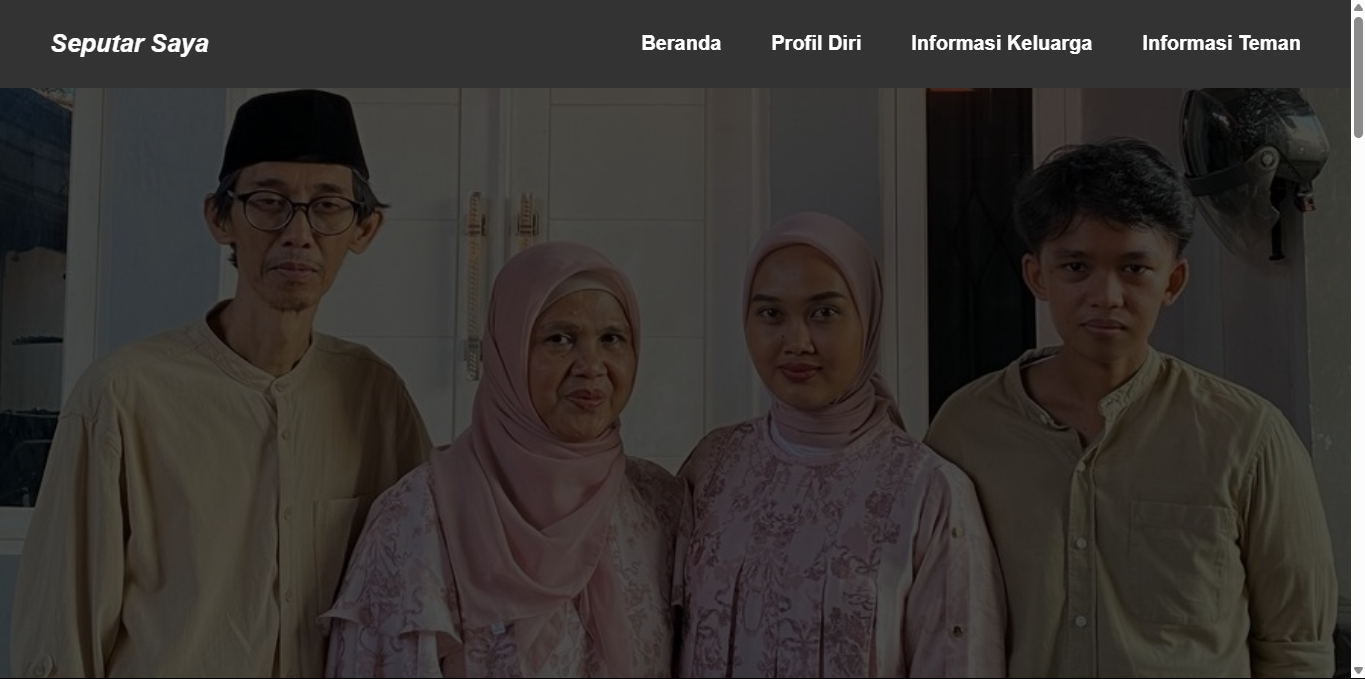 Seputar Saya
Beranda Profil Diri Informasi Keluarga Informasi Teman